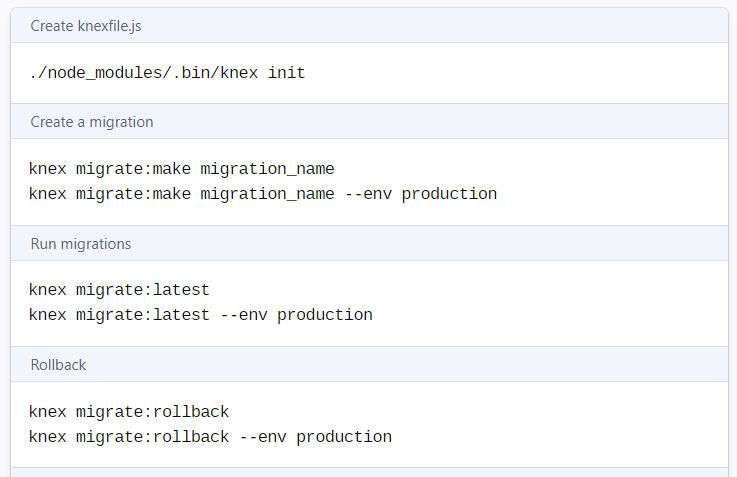 Create knexfile.js
./node_modules/.bin/knex init
Create a migration
knex migrate:make migration_name
knex migrate:make migration_name --env production
Run migrations
knex migrate:latest
knex migrate:latest --env production
Rollback
knex migrate:rollback
knex migrate:rollback --env production